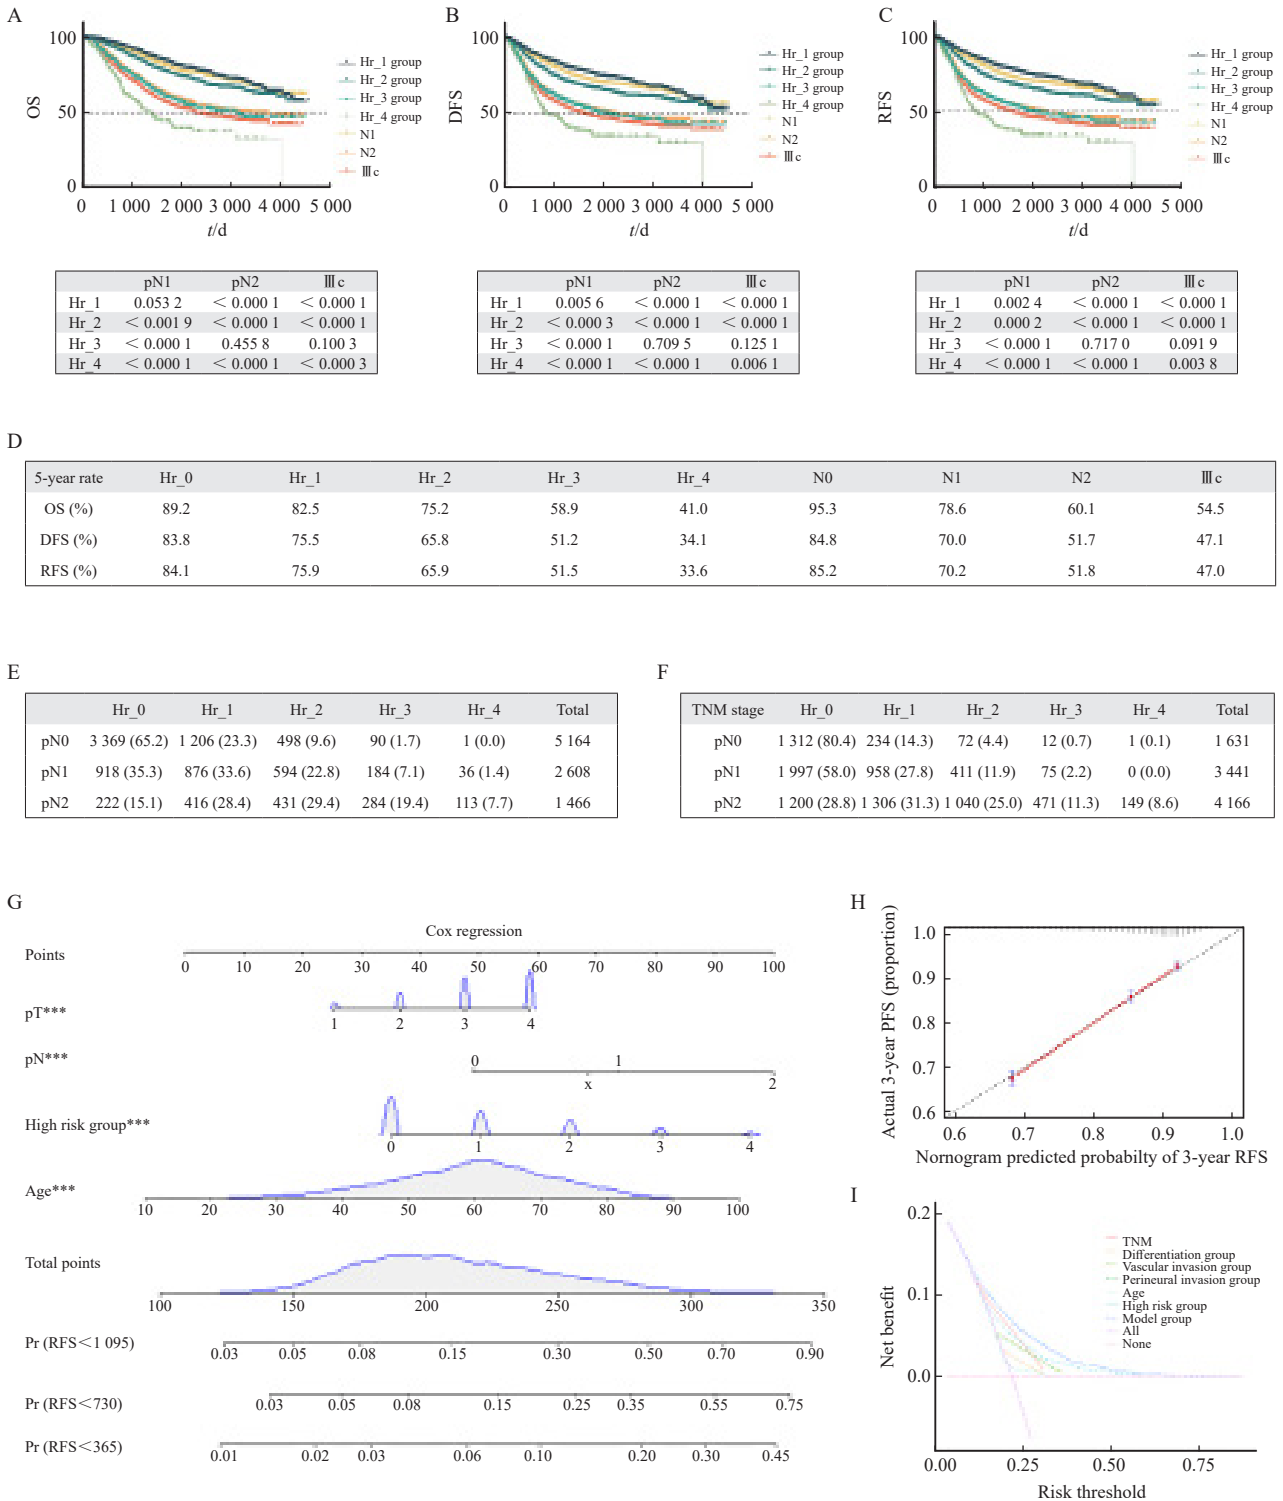 A
B
C
100
50
0
OS
0 1 000 2 000 3 000 4 000 5 000
t/d
Hr_1 group
Hr_2 group
Hr_3 group
Hr_4 group
N1
N2
Ⅲc
100
50
0
DFS
0 1 000 2 000 3 000 4 000 5 000
t/d
Hr_1 group
Hr_2 group
Hr_3 group
Hr_4 group
N1
N2
Ⅲc
100
50
0
RFS
0 1 000 2 000 3 000 4 000 5 000
t/d
Hr_1 group
Hr_2 group
Hr_3 group
Hr_4 group
N1
N2
Ⅲc
pN1 pN2 Ⅲc
Hr_1 0.053 2 < 0.000 1 < 0.000 1
Hr_2 < 0.001 9 < 0.000 1 < 0.000 1
Hr_3 < 0.000 1 0.455 8 0.100 3
Hr_4 < 0.000 1 < 0.000 1 < 0.000 3
pN1 pN2 Ⅲc
Hr_1 0.005 6 < 0.000 1 < 0.000 1
Hr_2 < 0.000 3 < 0.000 1 < 0.000 1
Hr_3 < 0.000 1 0.709 5 0.125 1
Hr_4 < 0.000 1 < 0.000 1 0.006 1
pN1 pN2 Ⅲc
Hr_1 0.002 4 < 0.000 1 < 0.000 1
Hr_2 0.000 2 < 0.000 1 < 0.000 1
Hr_3 < 0.000 1 0.717 0 0.091 9
Hr_4 < 0.000 1 < 0.000 1 0.003 8
D
5-year rate Hr_0 Hr_1 Hr_2 Hr_3 Hr_4 N0 N1 N2 Ⅲc
OS (%) 89.2 82.5 75.2 58.9 41.0 95.3 78.6 60.1 54.5
DFS (%) 83.8 75.5 65.8 51.2 34.1 84.8 70.0 51.7 47.1
RFS (%) 84.1 75.9 65.9 51.5 33.6 85.2 70.2 51.8 47.0
E
Hr_0 Hr_1 Hr_2 Hr_3 Hr_4 Total
pN0 3 369 (65.2) 1 206 (23.3) 498 (9.6) 90 (1.7) 1 (0.0) 5 164
pN1 918 (35.3) 876 (33.6) 594 (22.8) 184 (7.1) 36 (1.4) 2 608
pN2 222 (15.1) 416 (28.4) 431 (29.4) 284 (19.4) 113 (7.7) 1 466
F
TNM stage Hr_0 Hr_1 Hr_2 Hr_3 Hr_4 Total
pN0 1 312 (80.4) 234 (14.3) 72 (4.4) 12 (0.7) 1 (0.1) 1 631
pN1 1 997 (58.0) 958 (27.8) 411 (11.9) 75 (2.2) 0 (0.0) 3 441
pN2 1 200 (28.8) 1 306 (31.3) 1 040 (25.0) 471 (11.3) 149 (8.6) 4 166
G
Cox regression
Points
0 10 20 30 40 50 60 70 80 90 100
pT***
1 2 3 4
pN***
0 1
x 2
High risk group***
0 1 2 3 4
Age***
10 20 30 40 50 60 70 80 90 100
Total points
100 150 200 250 300 350
Pr (RFS<1 095)
0.03 0.05 0.08 0.15 0.30 0.50 0.70 0.90
Pr (RFS<730)
0.03 0.05 0.08 0.15 0.25 0.35 0.55 0.75
Pr (RFS<365)
0.01 0.02 0.03 0.06 0.10 0.20 0.30 0.45
H
Actual 3-year PFS (proportion)
1.0
0.9
0.8
0.7
0.6
0.6 0.7 0.8 0.9 1.0
Nornogram predicted probabilty of 3-year RFS
I
Net benefit
0.2
0.1
0.0
TNM
Differentiation group
Vascular invasion group
Perineural invasion group
Age
High risk group
Model group
All
None
0.00 0.25 0.50 0.75
Risk threshold